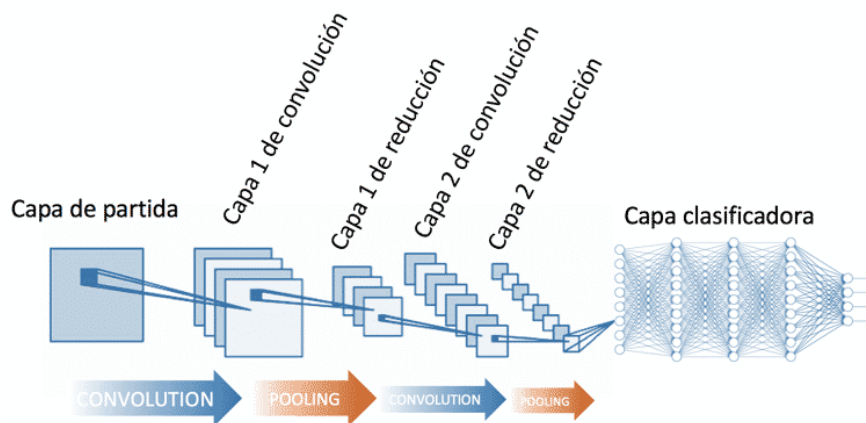 Capa de partida
Capa 1 de convolución
Capa 1 de reducción
Capa 2 de convolución
Capa 2 de reducción
Capa clasificadora
CONVOLUTION
POOLING
CONVOLUTION
POOLING